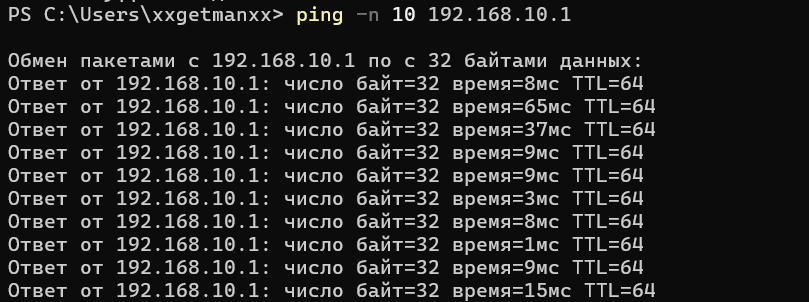 PS C:\Users\xxgetmanxx> ping -n 10 192.168.10.1
Обмен пакетами с 192.168.10.1 по с 32 байтами данных:
Ответ от 192.168.10.1: число байт=32 время=8мс TTL=64
Ответ от 192.168.10.1: число байт=32 время=65мс TTL=64
Ответ от 192.168.10.1: число байт=32 время=37мс TTL=64
Ответ от 192.168.10.1: число байт=32 время=9мс TTL=64
Ответ от 192.168.10.1: число байт=32 время=9мс TTL=64
Ответ от 192.168.10.1: число байт=32 время=3мс TTL=64
Ответ от 192.168.10.1: число байт=32 время=8мс TTL=64
Ответ от 192.168.10.1: число байт=32 время=1мс TTL=64
Ответ от 192.168.10.1: число байт=32 время=9мс TTL=64
Ответ от 192.168.10.1: число байт=32 время=15мс TTL=64